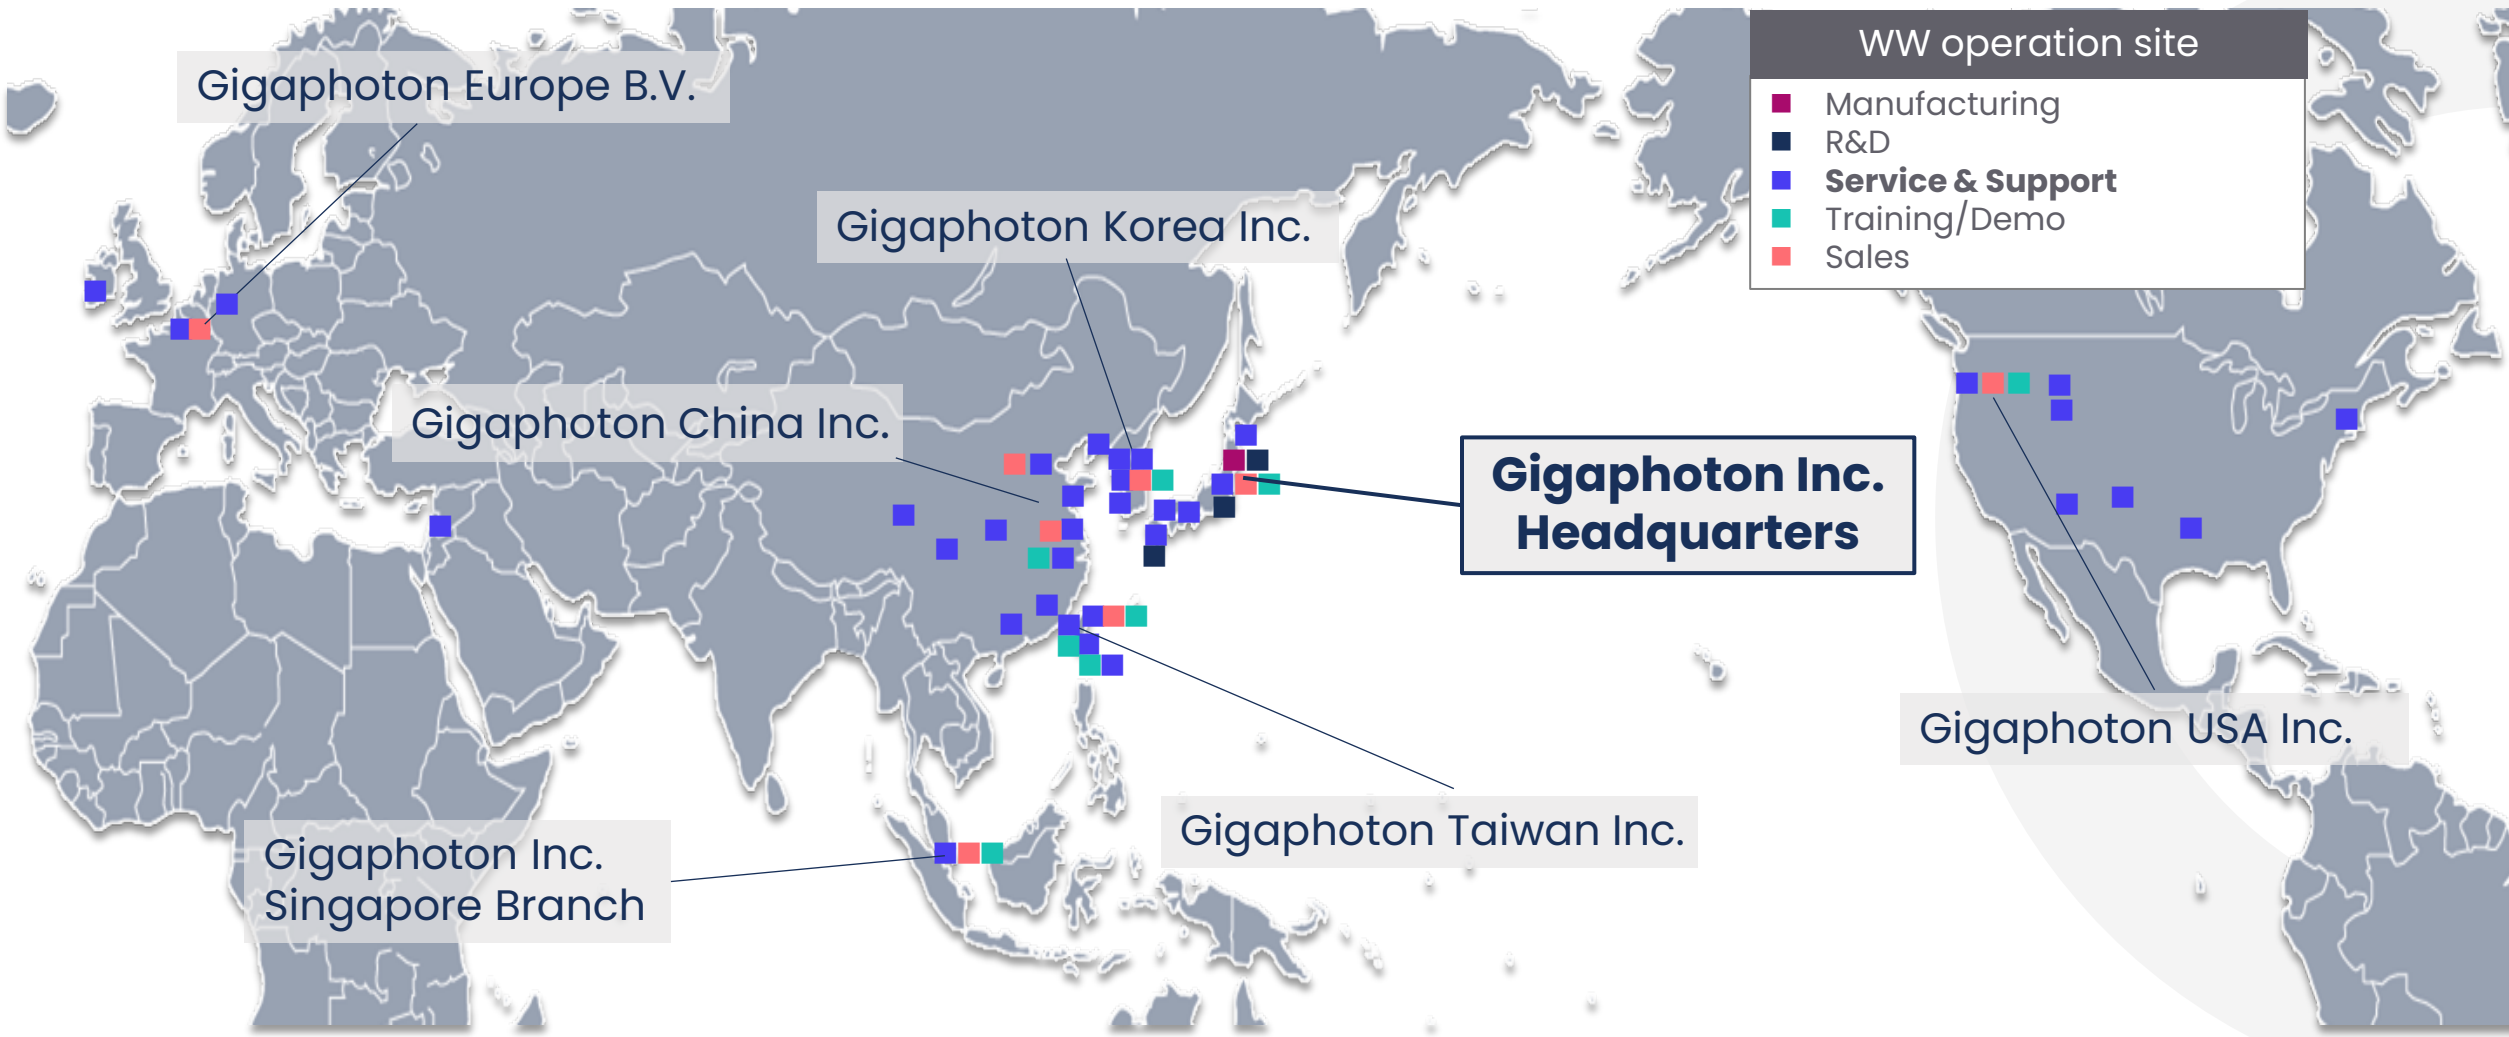 Gigaphoton Europe B.V.
Gigaphoton Korea Inc.
Gigaphoton China Inc.
WW operation site
Manufacturing
R&D
Service & Support
Training/Demo
Sales
Gigaphoton Inc.
Headquarters
Gigaphoton USA Inc.
Gigaphoton Taiwan Inc.
Gigaphoton Inc.
Singapore Branch